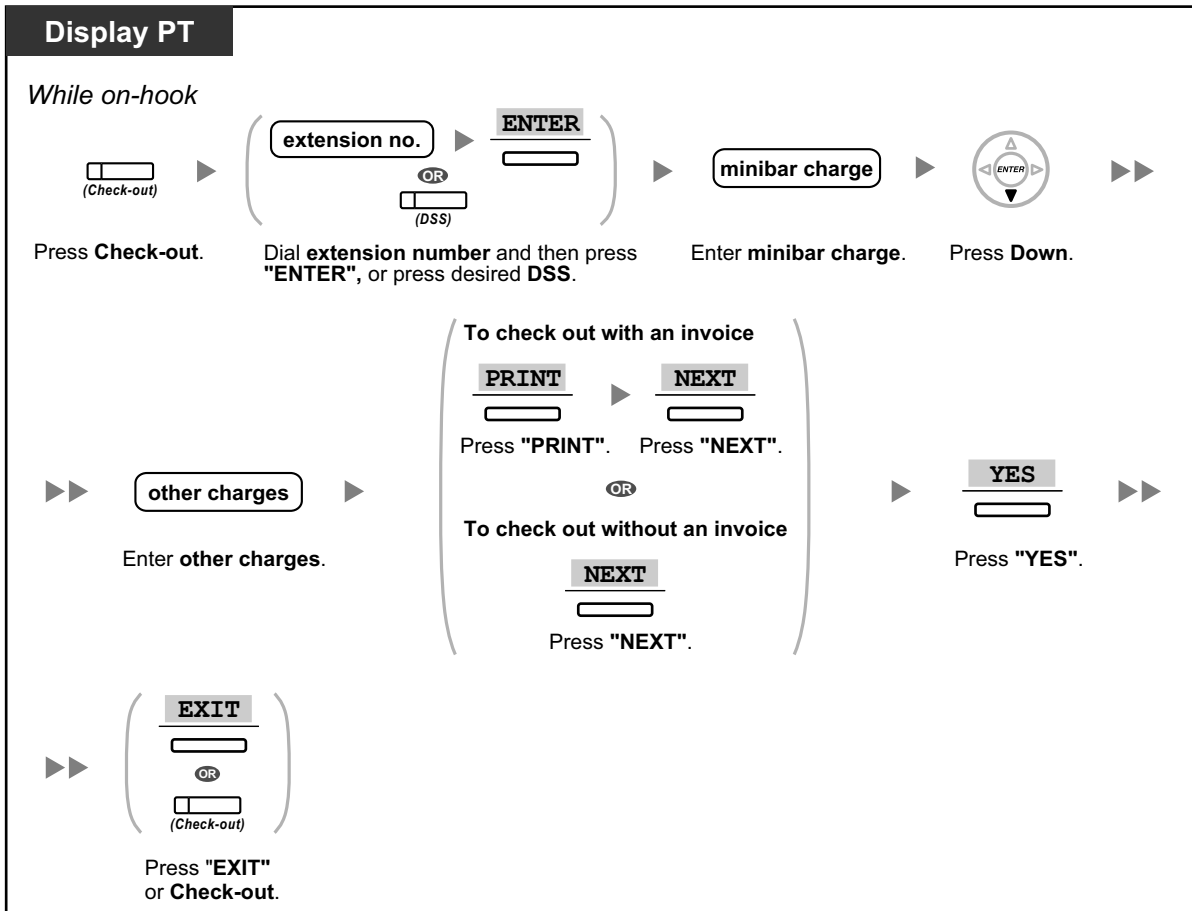 Display PT
While on-hook
(Check-out)
extension no.
ENTER
OR
(DSS)
minibar charge
ENTER
Press Check-out.
Dial extension number and then press
"ENTER", or press desired DSS.
Enter minibar charge.
Press Down.
other charges
Enter other charges.
To check out with an invoice
PRINT
NEXT
Press "PRINT".
Press "NEXT".
OR
To check out without an invoice
NEXT
Press "NEXT".
YES
Press "YES".
EXIT
OR
(Check-out)
Press "EXIT"
or Check-out.